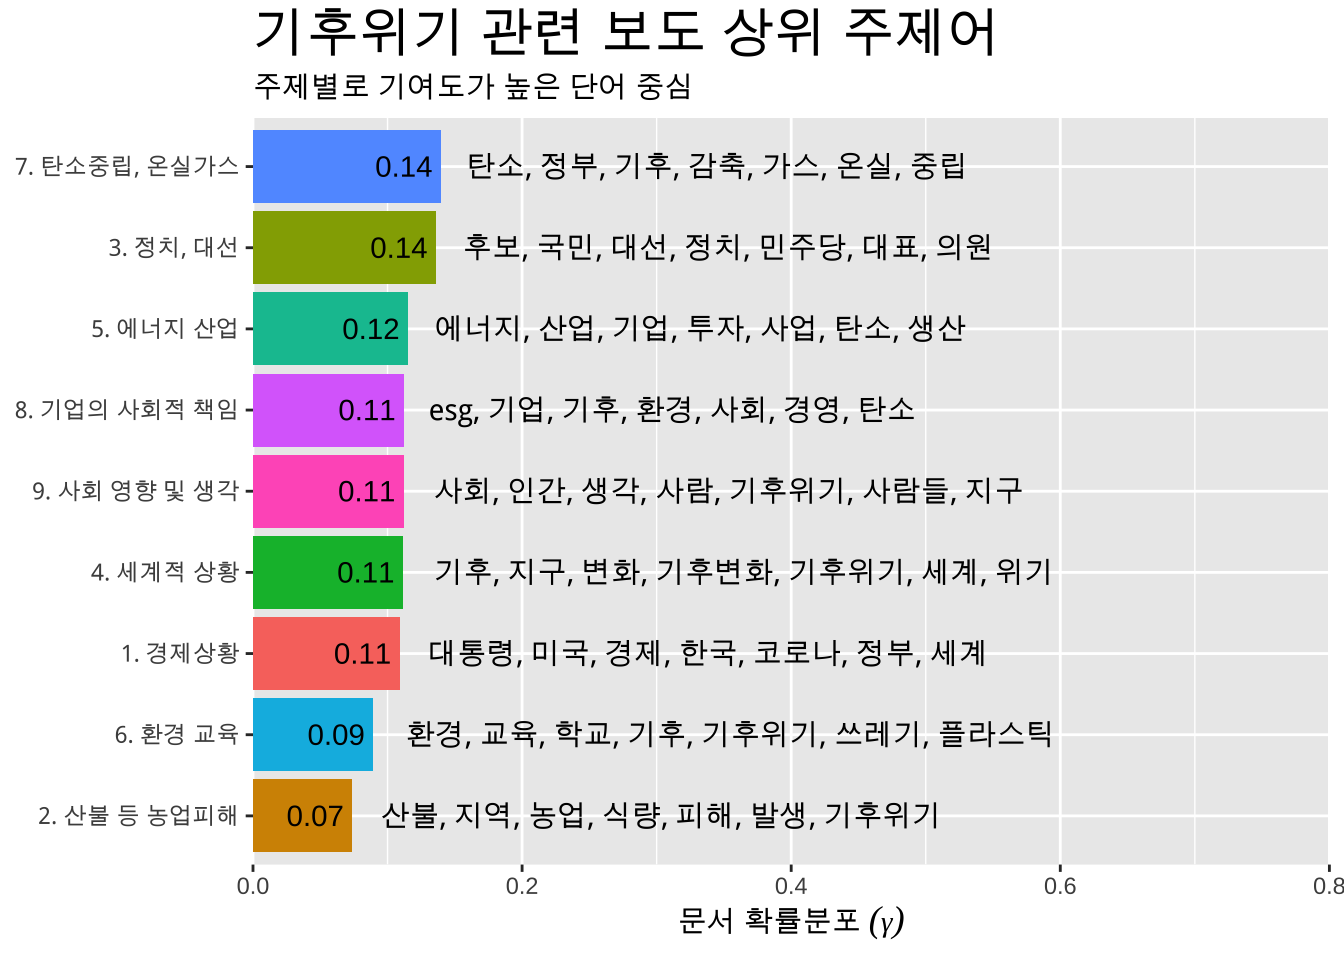 기후위기 관련 보도 상위 주제어
주제별로 기여도가 높은 단어 중심
7. 탄소중립, 온실가스 0.14 탄소, 정부, 기후, 감축, 가스, 온실, 중립
3. 정치, 대선 0.14 후보, 국민, 대선, 정치, 민주당, 대표, 의원
5. 에너지 산업 0.12 에너지, 산업, 기업, 투자, 사업, 탄소, 생산
8. 기업의 사회적 책임 0.11 esg, 기업, 기후, 환경, 사회, 경영, 탄소
9. 사회 영향 및 생각 0.11 사회, 인간, 생각, 사람, 기후위기, 사람들, 지구
4. 세계적 상황 0.11 기후, 지구, 변화, 기후변화, 기후위기, 세계, 위기
1. 경제상황 0.11 대통령, 미국, 경제, 한국, 코로나, 정부, 세계
6. 환경 교육 0.09 환경, 교육, 학교, 기후, 기후위기, 쓰레기, 플라스틱
2. 산불 등 농업피해 0.07 산불, 지역, 농업, 식량, 피해, 발생, 기후위기
0.0 0.2 0.4 0.6 0.8
문서 확률분포 (γ)